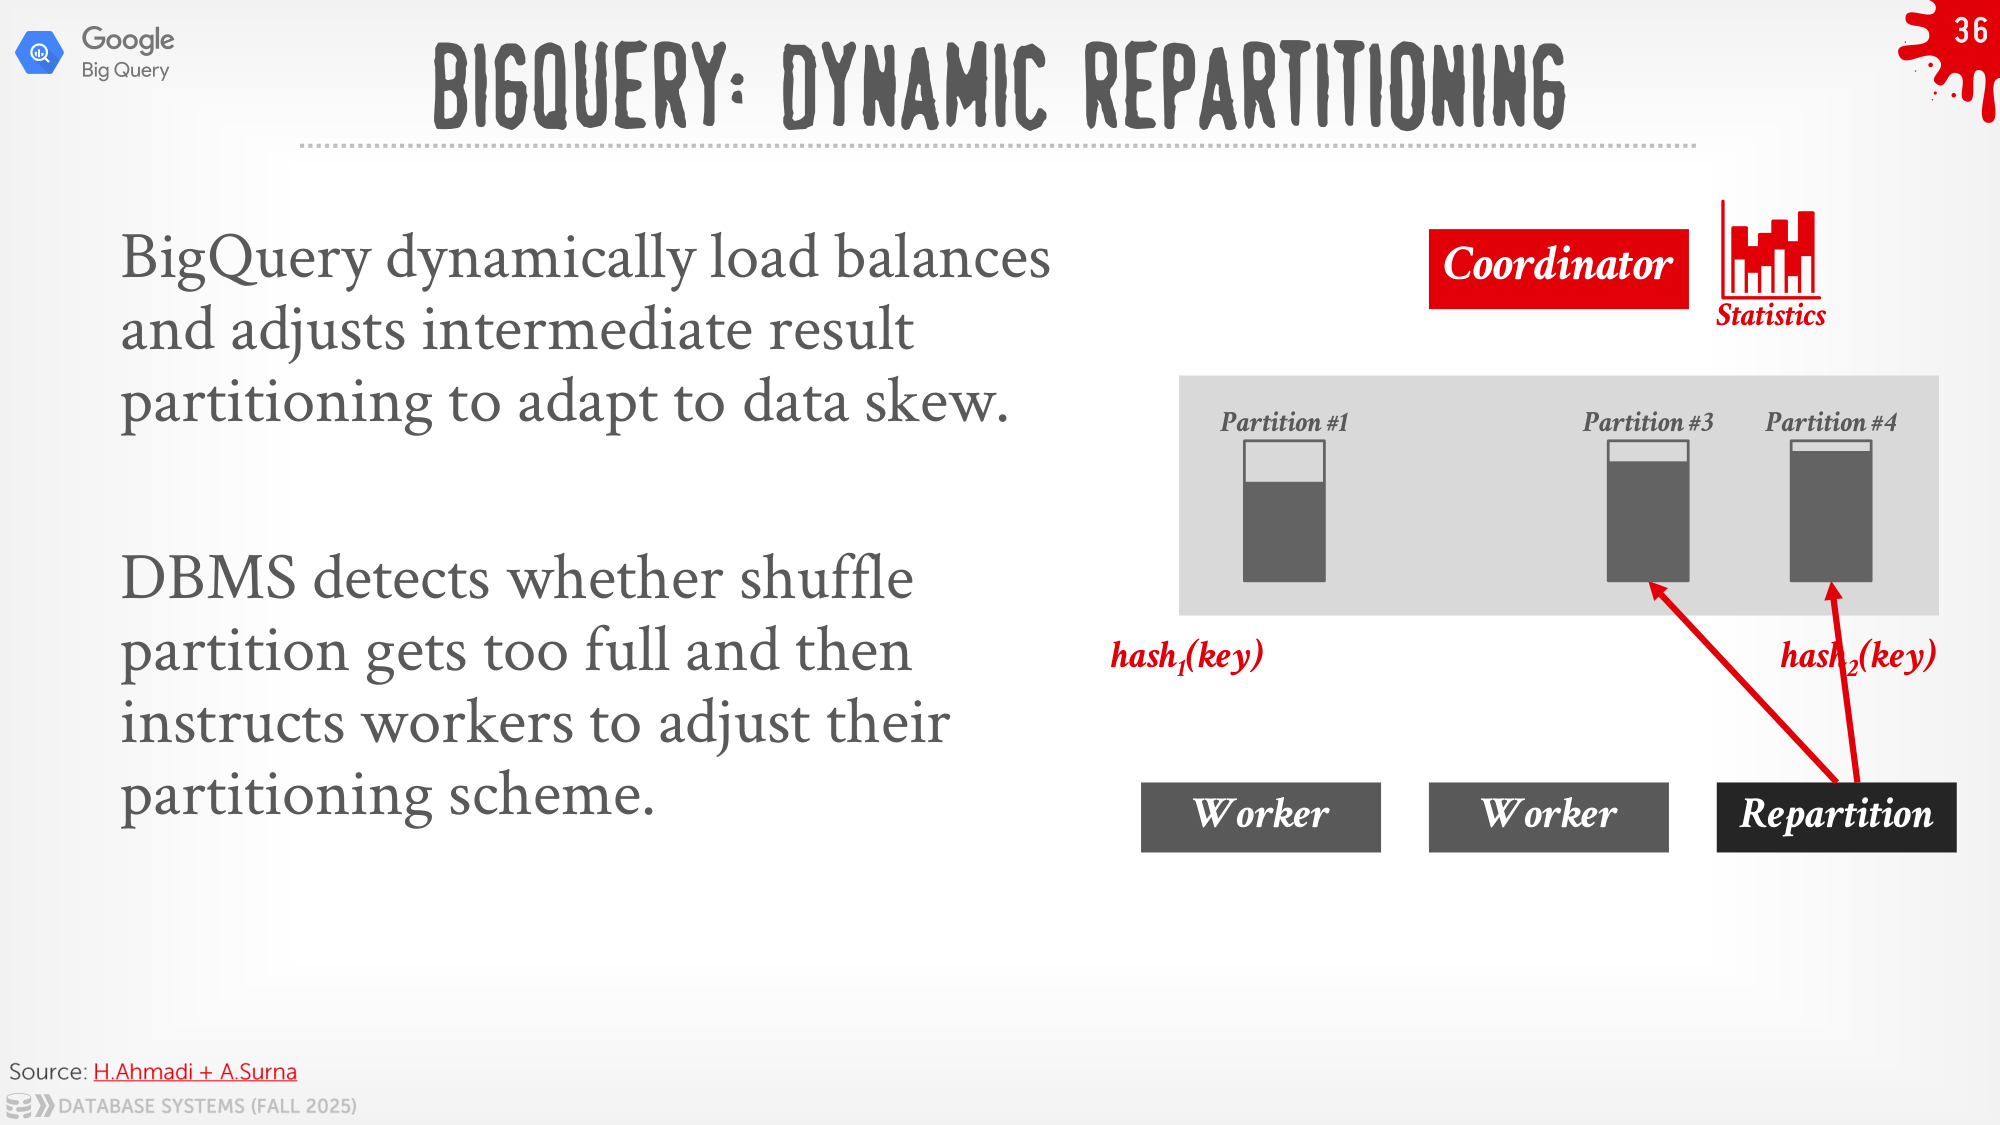 Google
Big Query
36
BIGQUERY: DYNAMIC REPARTITIONING
BigQuery dynamically load balances
and adjusts intermediate result
partitioning to adapt to data skew.
DBMS detects whether shuffle
partition gets too full and then
instructs workers to adjust their
partitioning scheme.
Coordinator
Statistics
Partition #1
Partition #3
Partition #4
hash1(key)
hash2(key)
Worker
Worker
Repartition
Source: H.Ahmadi + A.Surna
DATABASE SYSTEMS (FALL 2025)